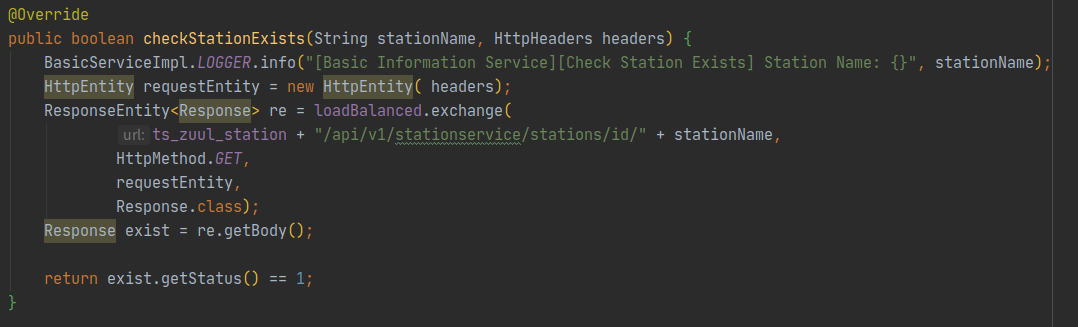 @Override
public boolean checkStationExists(String stationName, HttpHeaders headers) {
BasicServiceImpl.LOGGER.info("[Basic Information Service][Check Station Exists] Station Name: {}", stationName);
HttpEntity requestEntity = new HttpEntity( headers);
ResponseEntity<Response> re = loadBalanced.exchange(
url: ts_zuul_station + "/api/v1/stationservice/stations/id/" + stationName,
HttpMethod.GET,
requestEntity,
Response.class);
Response exist = re.getBody();
return exist.getStatus() == 1;
}